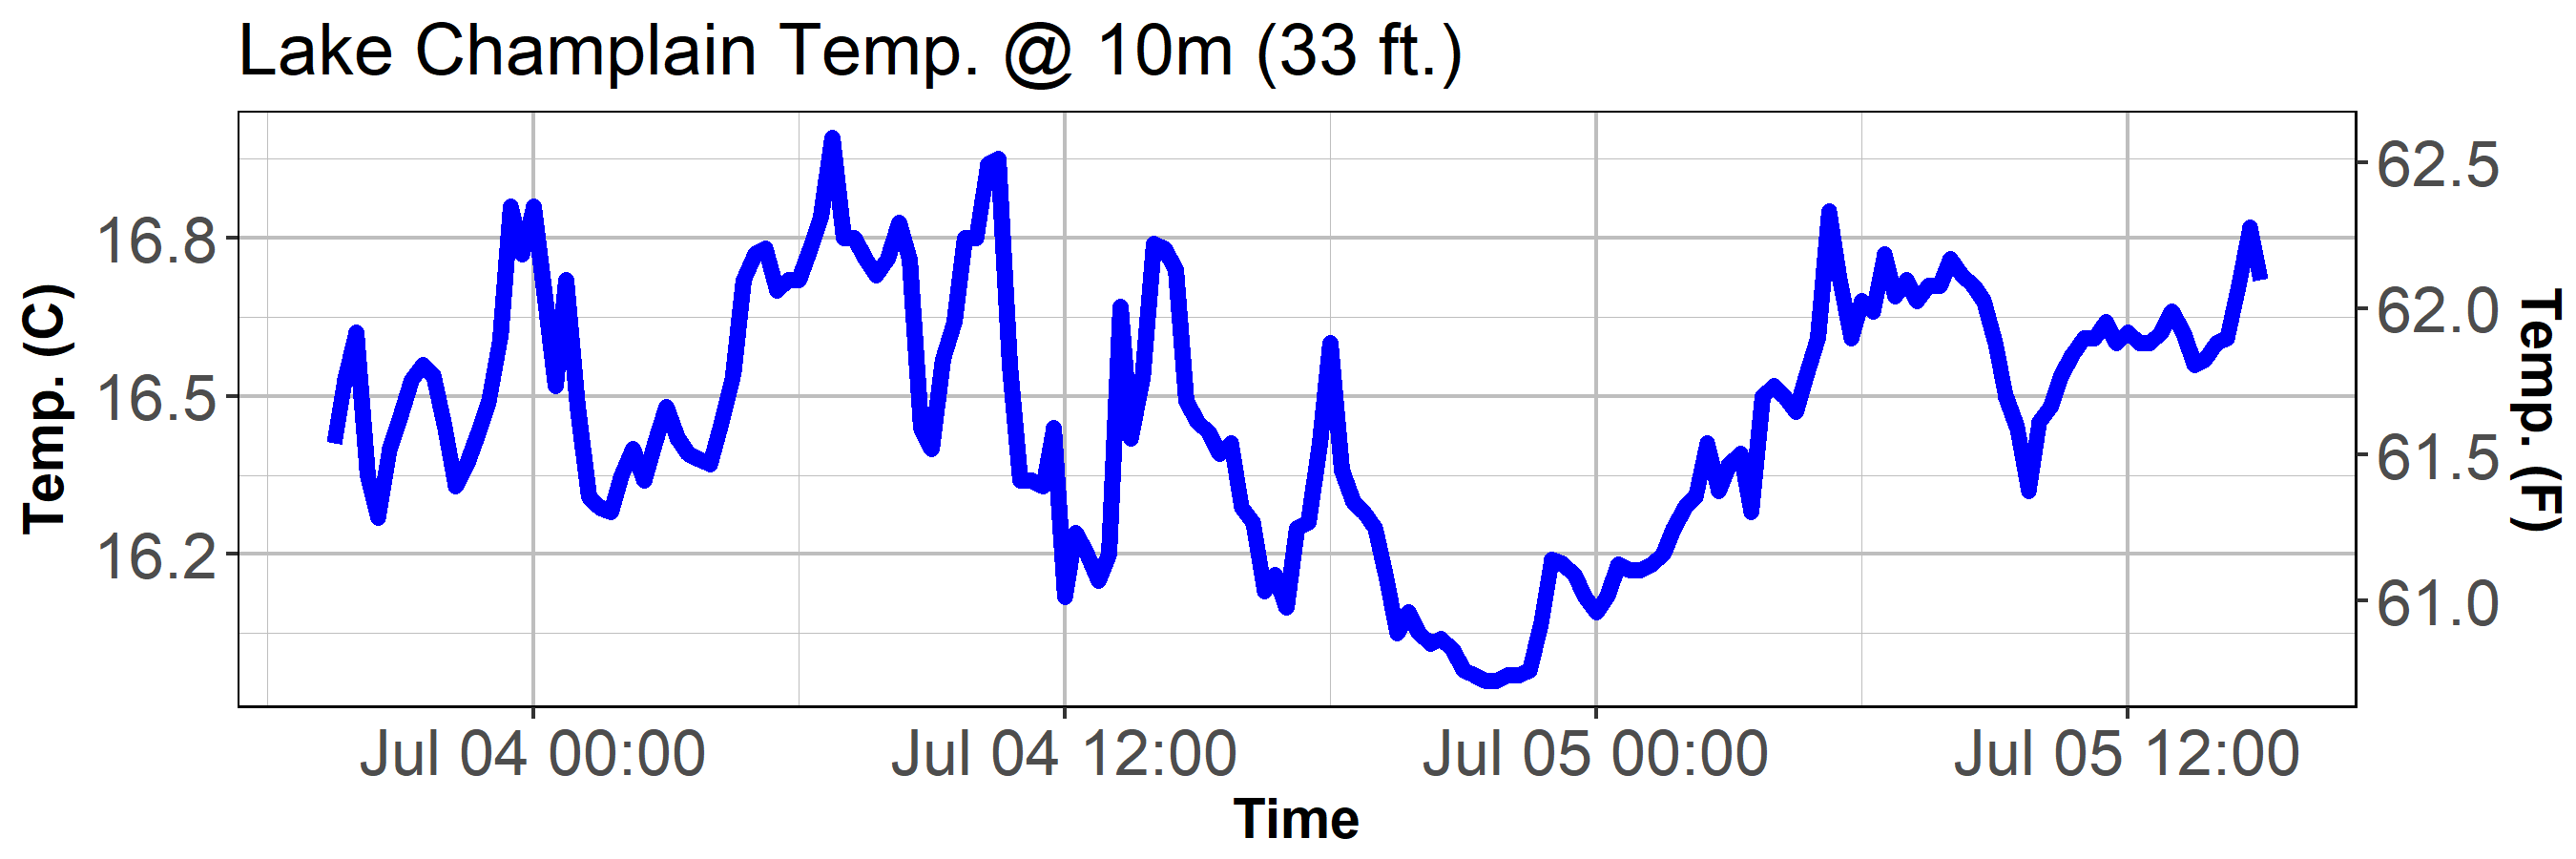 Lake Champlain Temp. @ 10m (33 ft.)
Temp. (C)
16.8
16.5
16.2
62.5
62.0
61.5
61.0
Temp. (F)
Jul 04 00:00 Jul 04 12:00 Jul 05 00:00 Jul 05 12:00
Time